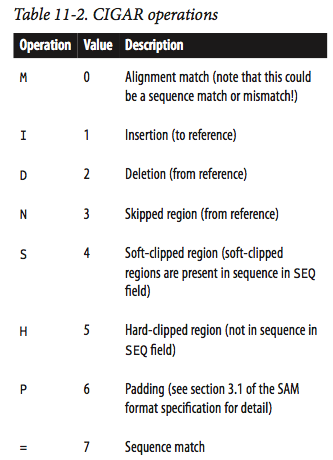 Table 11-2. CIGAR operations
Operation Value Description
M 0 Alignment match (note that this could
be a sequence match or mismatch!)
I 1 Insertion (to reference)
D 2 Deletion (from reference)
N 3 Skipped region (from reference)
S 4 Soft-clipped region (soft-clipped
regions are present in sequence in SEQ
field)
H 5 Hard-clipped region (not in sequence in
SEQ field)
P 6 Padding (see section 3.1 of the SAM
format specification for detail)
= 7 Sequence match